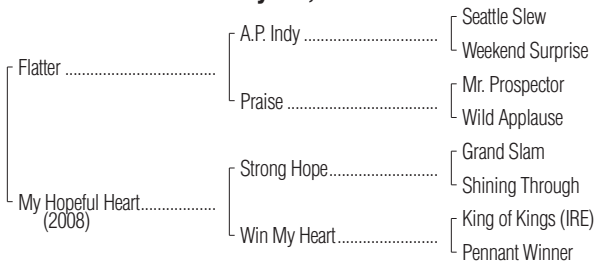 Seattle Slew
A.P. Indy
Weekend Surprise
Flatter
Mr. Prospector
Praise
Wild Applause
Grand Slam
Strong Hope
Shining Through
My Hopeful Heart
(2008)
King of Kings (IRE)
Win My Heart
Pennant Winner